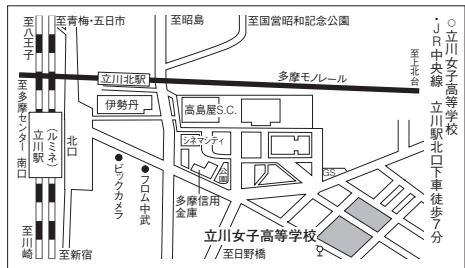 ○立川女子高等学校
・JR中央線 立川駅北口下車徒歩7分
至青梅・五日市
至昭島
至国営昭和記念公園
至八王子
至上北台
立川北駅
多摩モノレール
至多摩センター
南口
立川駅
(ルミネ)
北口
伊勢丹
高島屋S.C.
シネマシティ
公園
GS
ビックカメラ
フロム中武
多摩信用
金庫
立川女子高等学校
至川崎
至新宿
至日野橋